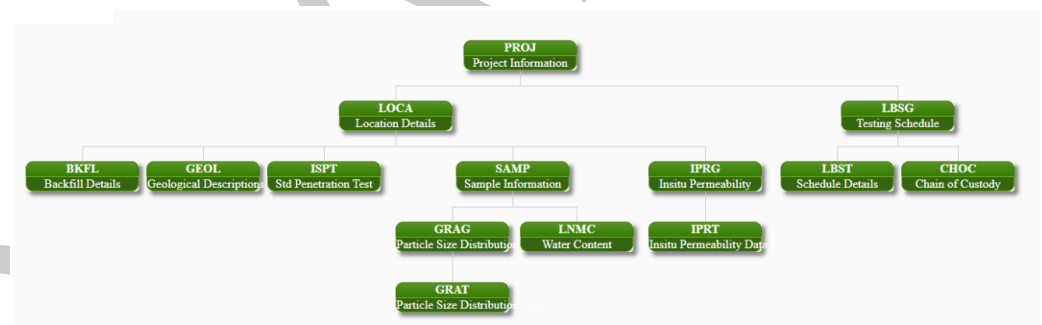 PROJ
Project Information
LOCA
Location Details
LBSG
Testing Schedule
BKFL
Backfill Details
GEOL
Geological Descriptions
ISPT
Std Penetration Test
SAMP
Sample Information
IPRG
Insitu Permeability
LBST
Schedule Details
CHOC
Chain of Custody
GRAG
Particle Size Distribution
LNMC
Water Content
IPRT
Insitu Permeability Data
GRAT
Particle Size Distribution